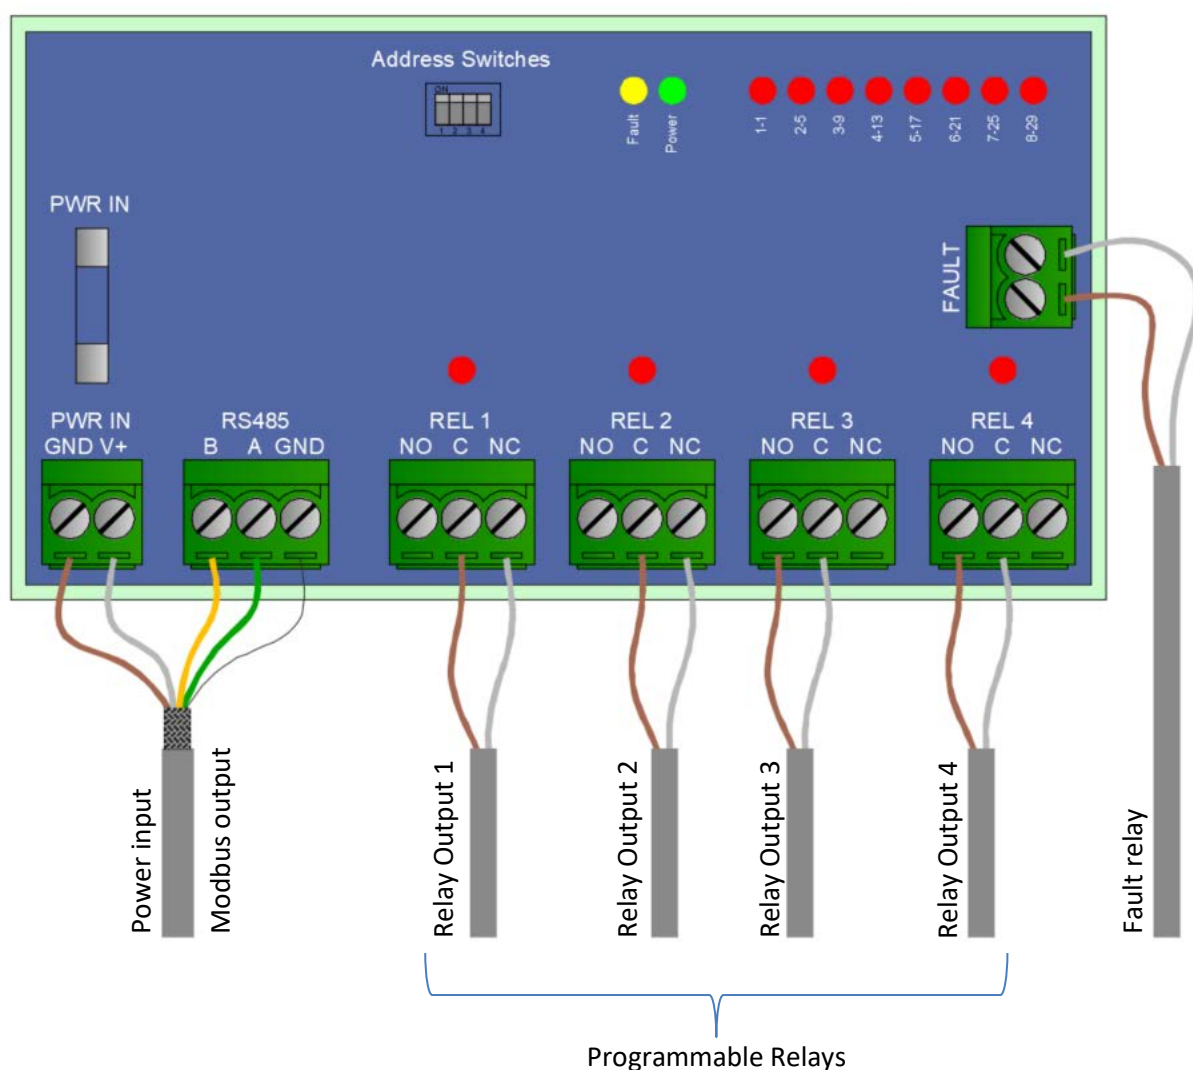 Address Switches
ON
1 2 3 4
Fault
Power
1-1
2-5
3-9
4-13
5-17
6-21
7-25
8-29
PWR IN
FAULT
PWR IN
GND V+
RS485
B A GND
REL 1
NO C NC
REL 2
NO C NC
REL 3
NO C NC
REL 4
NO C NC
Power input
Modbus output
Relay Output 1
Relay Output 2
Relay Output 3
Relay Output 4
Fault relay
Programmable Relays